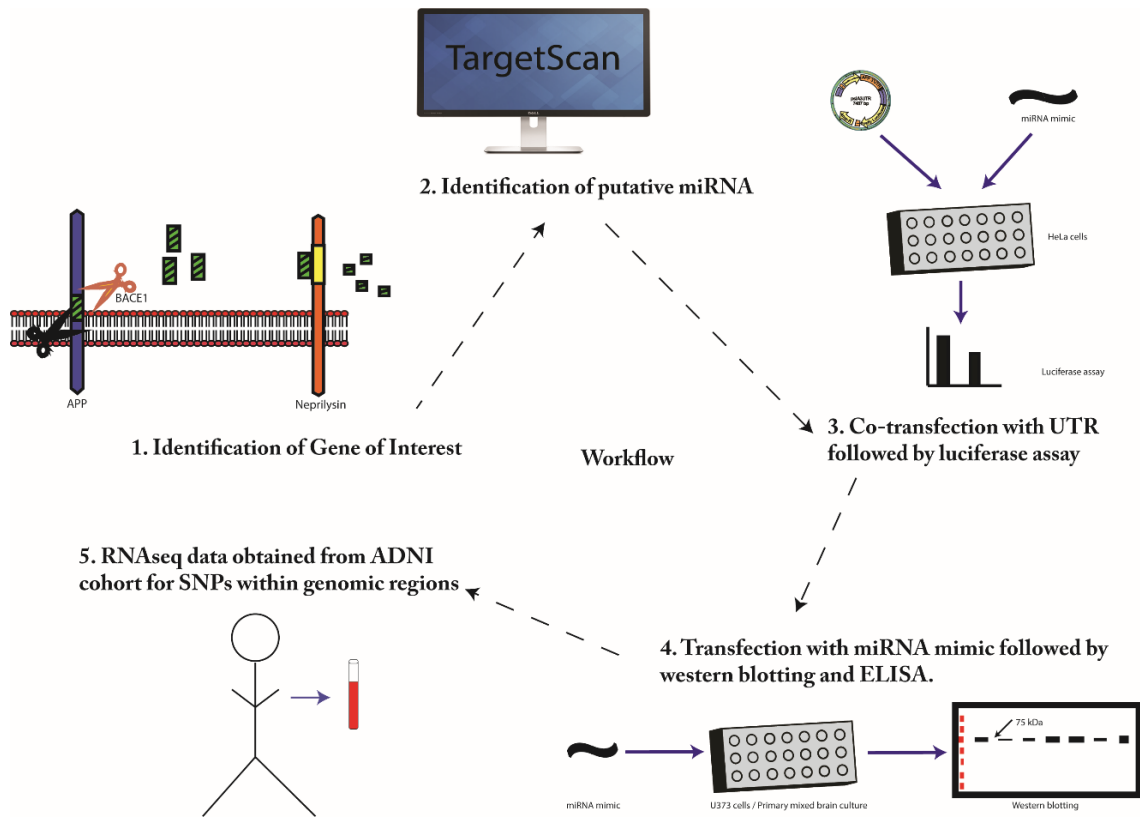 TargetScan
2. Identification of putative miRNA
miRNA mimic
HeLa cells
Luciferase assay
BACE1
APP
Neprilysin
1. Identification of Gene of Interest
Workflow
3. Co-transfection with UTR
followed by luciferase assay
5. RNAseq data obtained from ADNI
cohort for SNPs within genomic regions
4. Transfection with miRNA mimic followed by
western blotting and ELISA.
75 kDa
miRNA mimic
U373 cells / Primary mixed brain culture
Western blotting